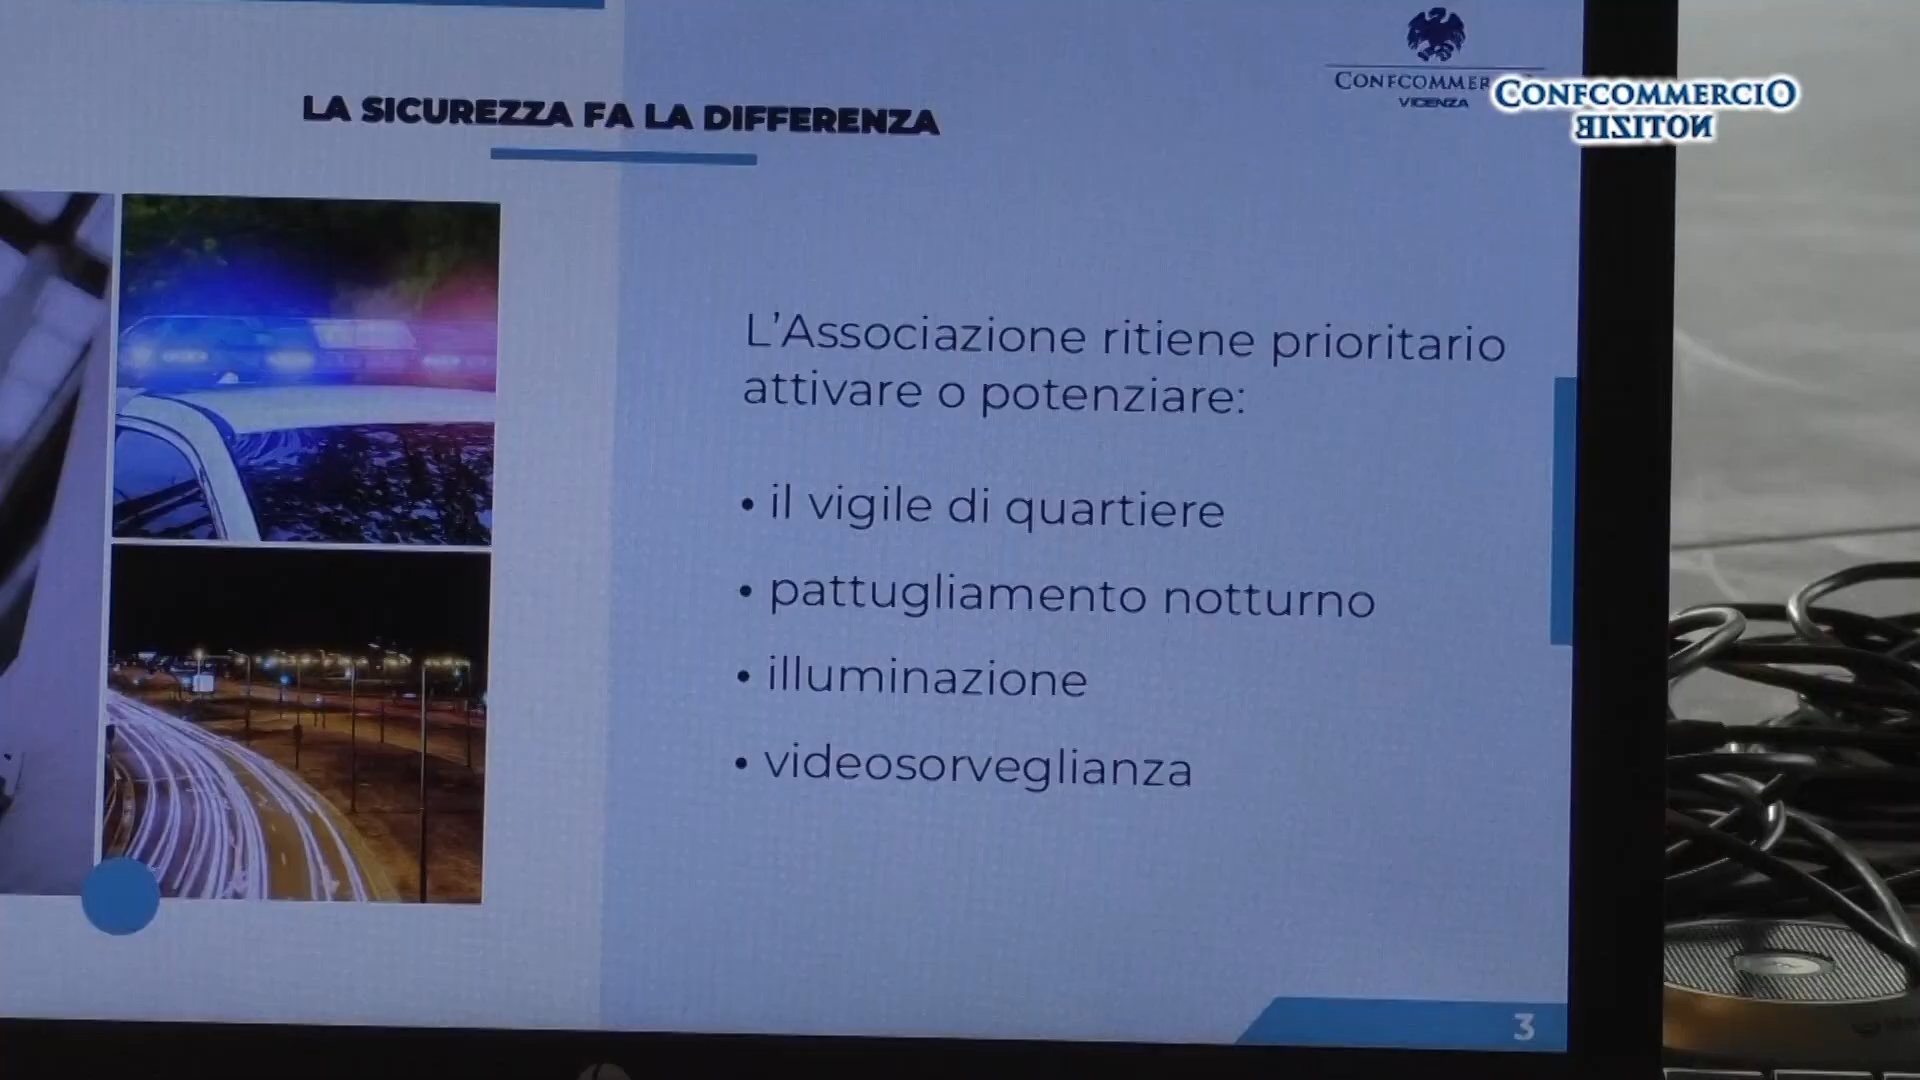 LA SICUREZZA FA LA DIFFERENZA
CONFCOMMER
VICENZA
CONFCOMMERCIO
NOTIZIE
L'Associazione ritiene prioritario
attivare o potenziare:
• il vigile di quartiere
• pattugliamento notturno
• illuminazione
• videosorveglianza
3